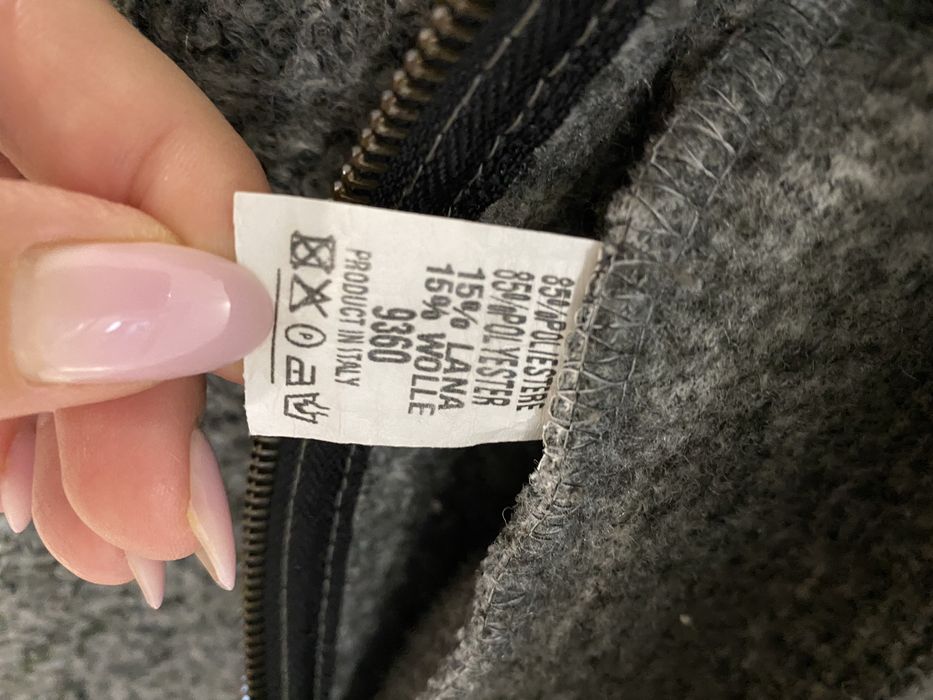 85%POLIESTERE
85%POLYESTER
15% LANA
15% WOLLE
9360
PRODUCT IN ITALY